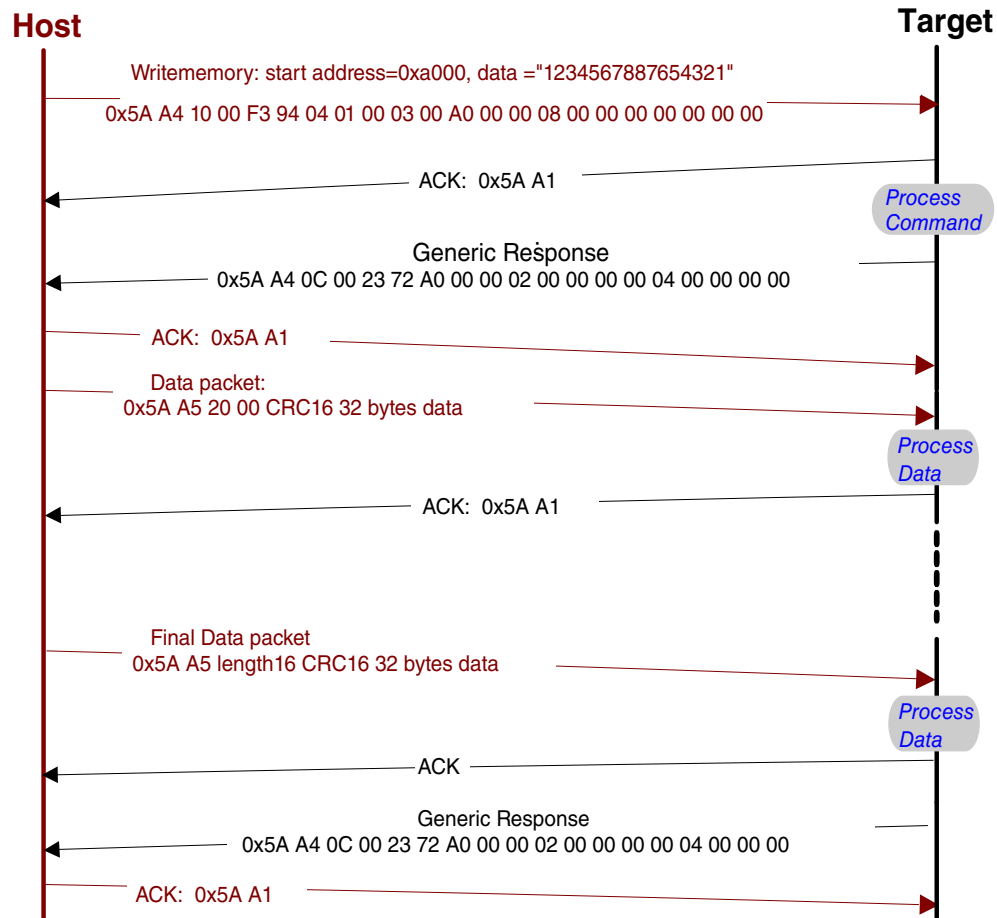 Host
Target
Writememory: start address=0xa000, data ="1234567887654321"
0x5A A4 10 00 F3 94 04 01 00 03 00 A0 00 00 08 00 00 00 00 00 00 00
ACK: 0x5A A1
Process
Command
Generic Response
0x5A A4 0C 00 23 72 A0 00 00 02 00 00 00 00 04 00 00 00 00
ACK: 0x5A A1
Data packet:
0x5A A5 20 00 CRC16 32 bytes data
Process
Data
ACK: 0x5A A1
Final Data packet
0x5A A5 length16 CRC16 32 bytes data
Process
Data
ACK
Generic Response
0x5A A4 0C 00 23 72 A0 00 00 02 00 00 00 00 04 00 00 00
ACK: 0x5A A1